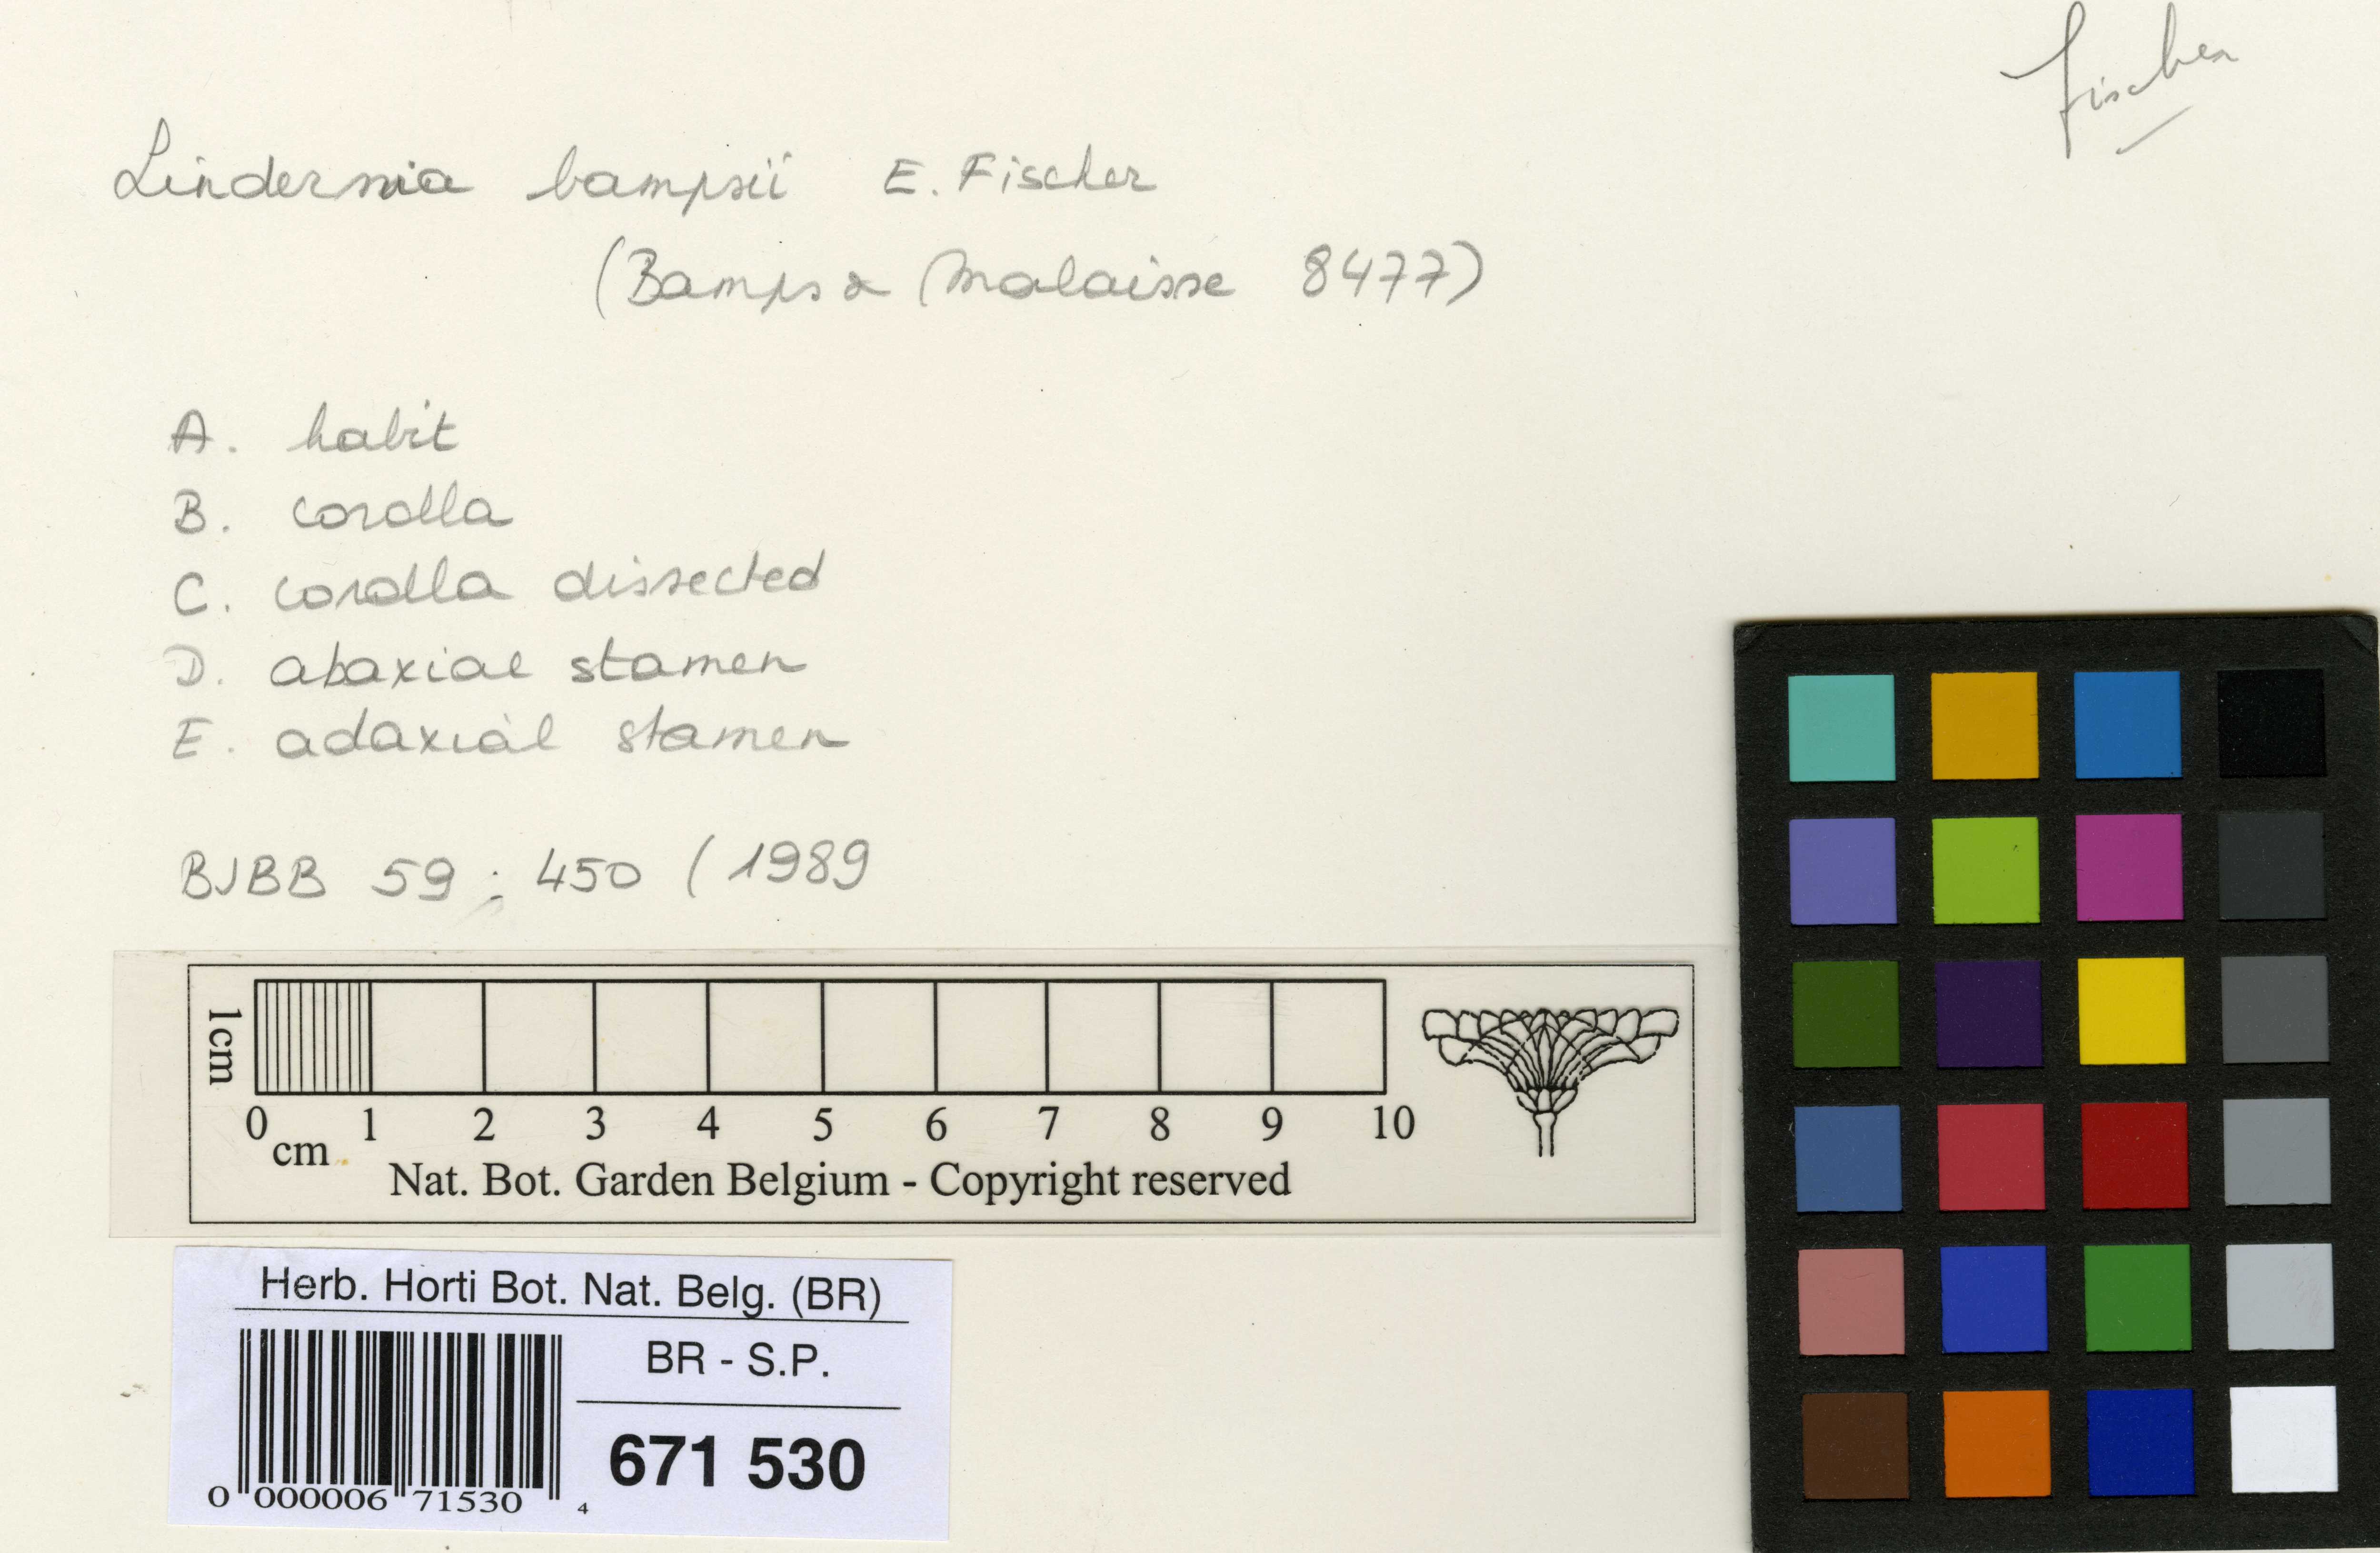 Fischer
Lindernia bampsii E. Fischer
(Bamps & Malaisse 8477)
A. habit
B. corolla
C. corolla dissected
D. abaxial stamen
E. adaxial stamen
BJBB 59 : 450 (1989
1cm
0 1 2 3 4 5 6 7 8 9 10
cm
Nat. Bot. Garden Belgium - Copyright reserved
Herb. Horti Bot. Nat. Belg. (BR)
BR - S.P.
671 530
0 000006 71530 4